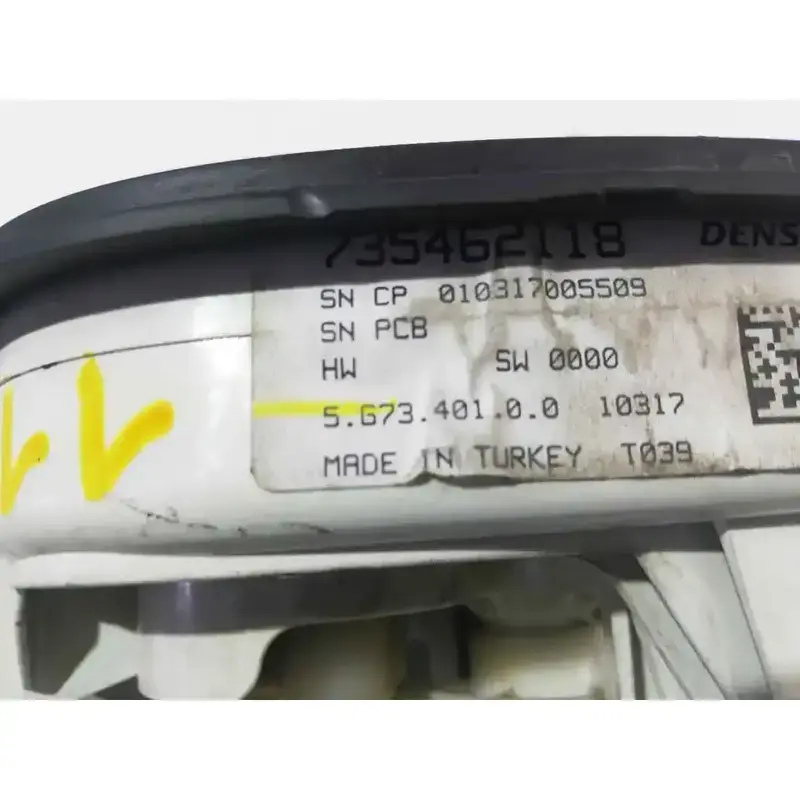 735462118 DENS
SN CP 010317005509
SN PCB
HW SW 0000
5.G73.401.0.0 10317
MADE IN TURKEY T039